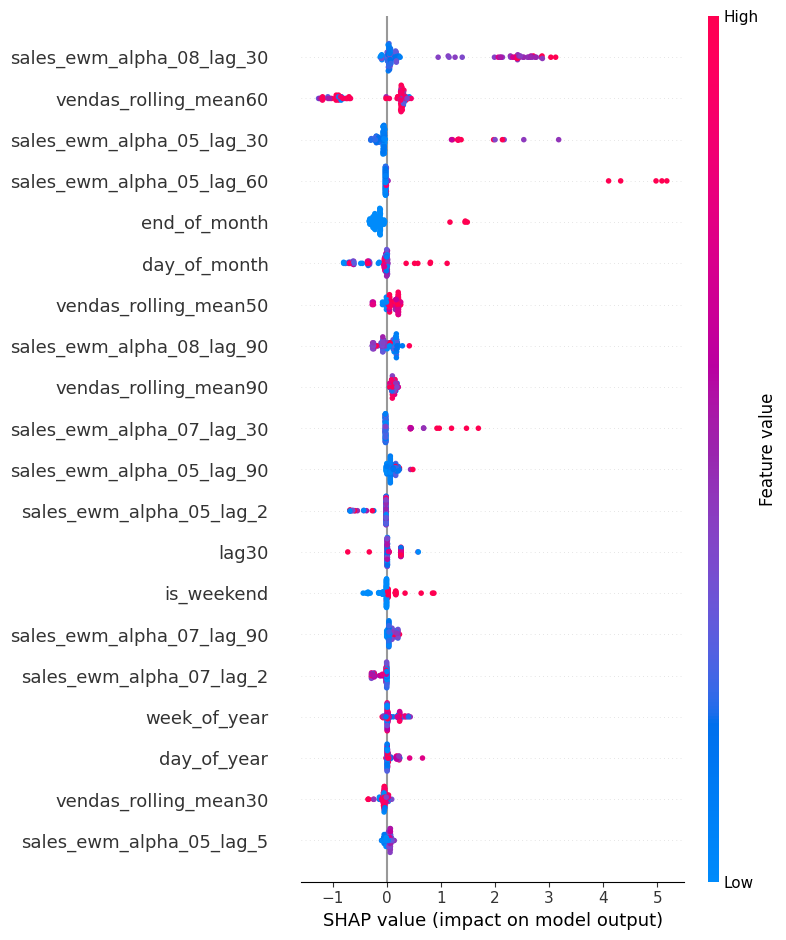 High
sales_ewm_alpha_08_lag_30
vendas_rolling_mean60
sales_ewm_alpha_05_lag_30
sales_ewm_alpha_05_lag_60
end_of_month
day_of_month
vendas_rolling_mean50
sales_ewm_alpha_08_lag_90
vendas_rolling_mean90
sales_ewm_alpha_07_lag_30
sales_ewm_alpha_05_lag_90
sales_ewm_alpha_05_lag_2
lag30
is_weekend
sales_ewm_alpha_07_lag_90
sales_ewm_alpha_07_lag_2
week_of_year
day_of_year
vendas_rolling_mean30
sales_ewm_alpha_05_lag_5
Feature value
Low
−1 0 1 2 3 4 5
SHAP value (impact on model output)